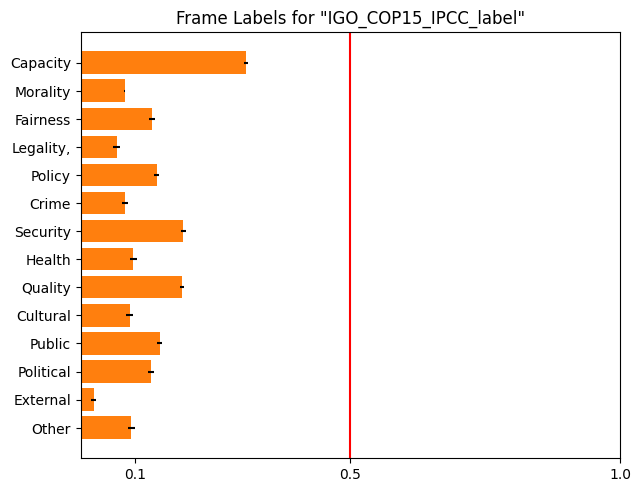 Frame Labels for "IGO_COP15_IPCC_label"
Capacity
Morality
Fairness
Legality,
Policy
Crime
Security
Health
Quality
Cultural
Public
Political
External
Other
0.1 0.5 1.0